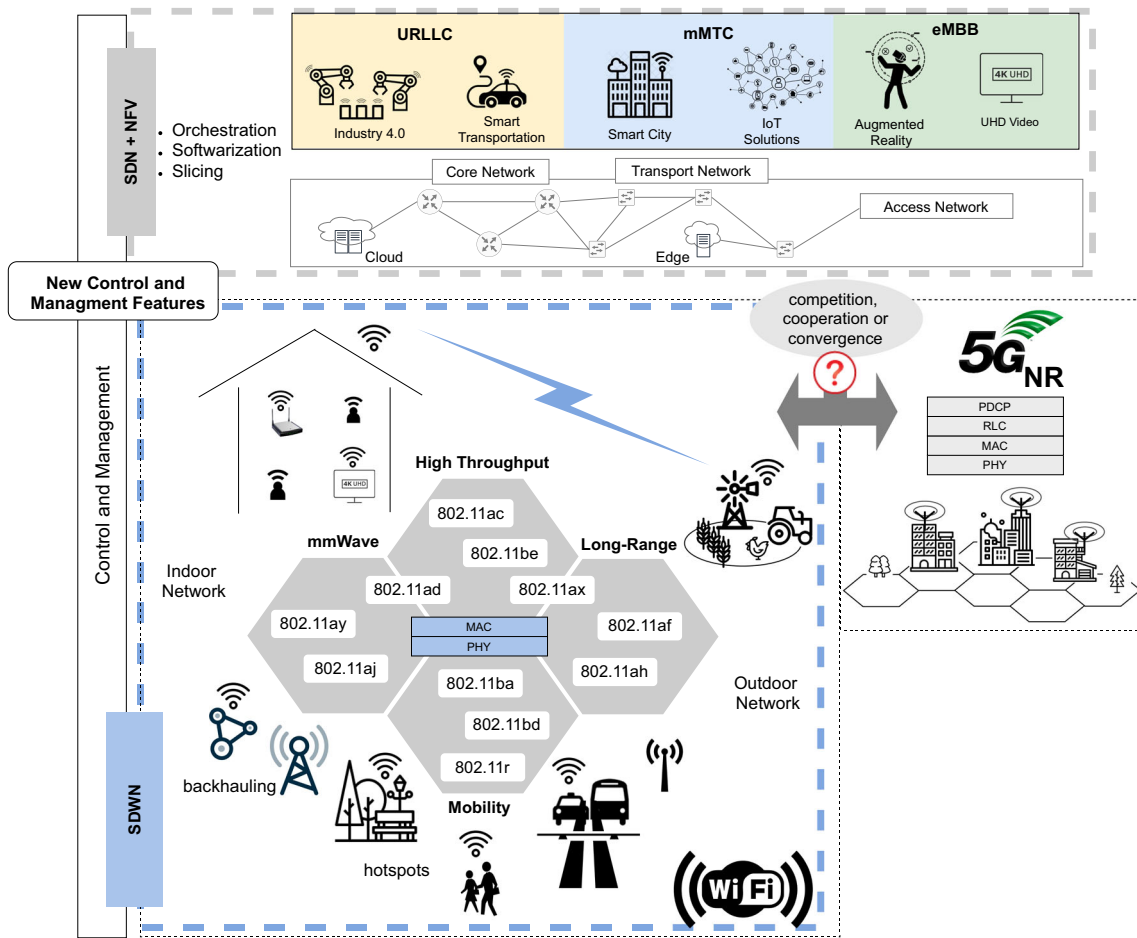 URLLC
mMTC
eMBB
4K UHD
Industry 4.0
Smart
Transportation
Smart City
IoT
Solutions
Augmented
Reality
UHD Video
SDN + NFV
Orchestration
Softwarization
Slicing
Core Network
Transport Network
Access Network
Cloud
Edge
New Control and
Managment Features
Control and Management
SDWN
competition,
cooperation or
convergence
?
5G
NR
PDCP
RLC
MAC
PHY
4K UHD
High Throughput
802.11ac
802.11be
mmWave
802.11ad
802.11ay
802.11aj
Long-Range
802.11ax
802.11af
802.11ah
MAC
PHY
802.11ba
802.11bd
802.11r
Mobility
Indoor
Network
Outdoor
Network
backhauling
hotspots
Wi Fi